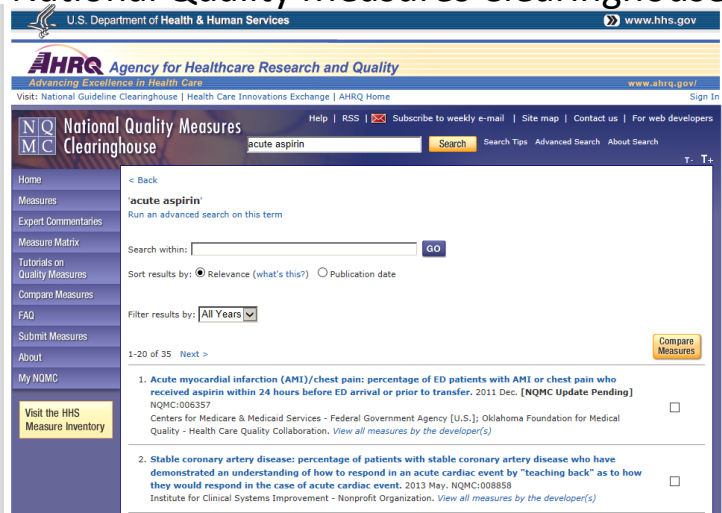 National Quality Measures Clearinghouse
U.S. Department of Health & Human Services
www.hhs.gov
AHRQ Agency for Healthcare Research and Quality
Advancing Excellence in Health Care
www.ahrq.gov/
Visit: National Guideline Clearinghouse | Health Care Innovations Exchange | AHRQ Home
Sign In
Help | RSS | Subscribe to weekly e-mail | Site map | Contact us | For web developers
NQ National Quality Measures
MC Clearinghouse
acute aspirin
Search
Search Tips Advanced Search About Search
T- T+
Home
Measures
Expert Commentaries
Measure Matrix
Tutorials on
Quality Measures
Compare Measures
FAQ
Submit Measures
About
My NQMC
Visit the HHS
Measure Inventory
< Back
'acute aspirin'
Run an advanced search on this term
Search within:
GO
Sort results by: Relevance (what's this?) Publication date
Filter results by: All Years
1-20 of 35 Next >
Compare
Measures
1. Acute myocardial infarction (AMI)/chest pain: percentage of ED patients with AMI or chest pain who
received aspirin within 24 hours before ED arrival or prior to transfer. 2011 Dec. [NQMC Update Pending]
NQMC:006357
Centers for Medicare & Medicaid Services - Federal Government Agency [U.S.]; Oklahoma Foundation for Medical
Quality - Health Care Quality Collaboration. View all measures by the developer(s)
2. Stable coronary artery disease: percentage of patients with stable coronary artery disease who have
demonstrated an understanding of how to respond in an acute cardiac event by "teaching back" as to how
they would respond in the case of acute cardiac event. 2013 May. NQMC:008858
Institute for Clinical Systems Improvement - Nonprofit Organization. View all measures by the developer(s)